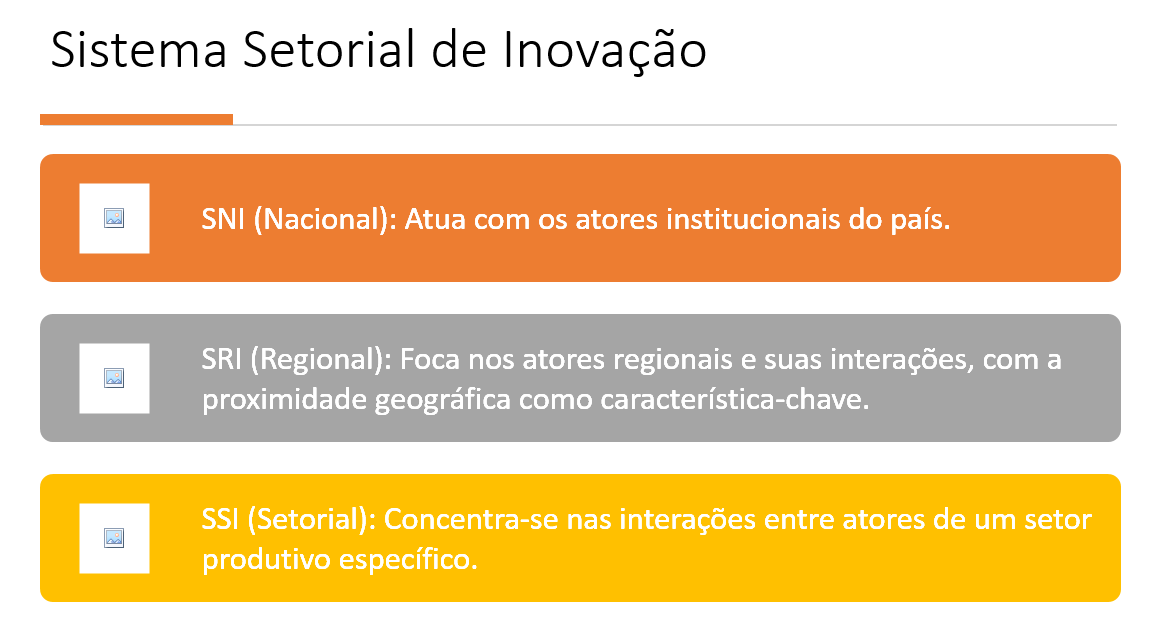 Sistema Setorial de Inovação
SNI (Nacional): Atua com os atores institucionais do país.
SRI (Regional): Foca nos atores regionais e suas interações, com a
proximidade geográfica como característica-chave.
SSI (Setorial): Concentra-se nas interações entre atores de um setor
produtivo específico.